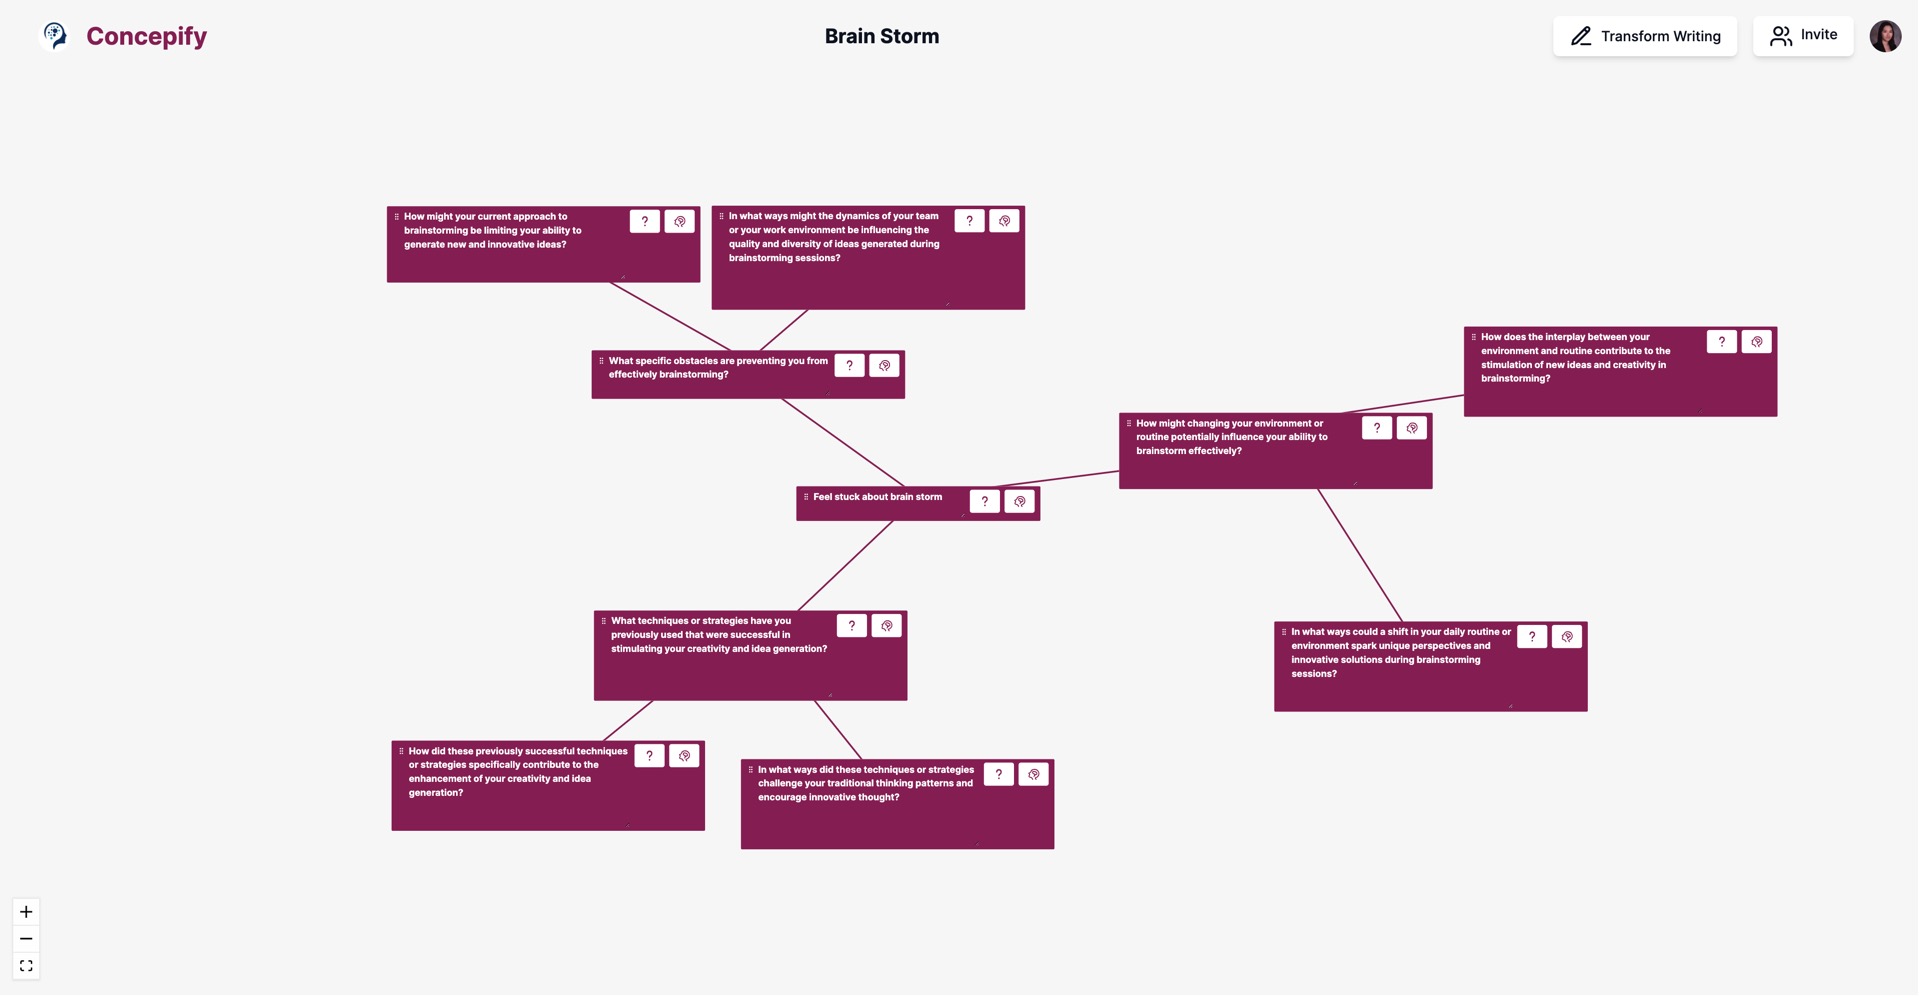 Concepify
Brain Storm
Transform Writing
Invite
How might your current approach to
brainstorming be limiting your ability to
generate new and innovative ideas?
?
In what ways might the dynamics of your team
or your work environment be influencing the
quality and diversity of ideas generated during
brainstorming sessions?
?
What specific obstacles are preventing you from
effectively brainstorming?
?
How does the interplay between your
environment and routine contribute to the
stimulation of new ideas and creativity in
brainstorming?
?
How might changing your environment or
routine potentially influence your ability to
brainstorm effectively?
?
Feel stuck about brain storm
?
What techniques or strategies have you
previously used that were successful in
stimulating your creativity and idea generation?
?
In what ways could a shift in your daily routine or
environment spark unique perspectives and
innovative solutions during brainstorming
sessions?
?
How did these previously successful techniques
or strategies specifically contribute to the
enhancement of your creativity and idea
generation?
?
In what ways did these techniques or strategies
challenge your traditional thinking patterns and
encourage innovative thought?
?